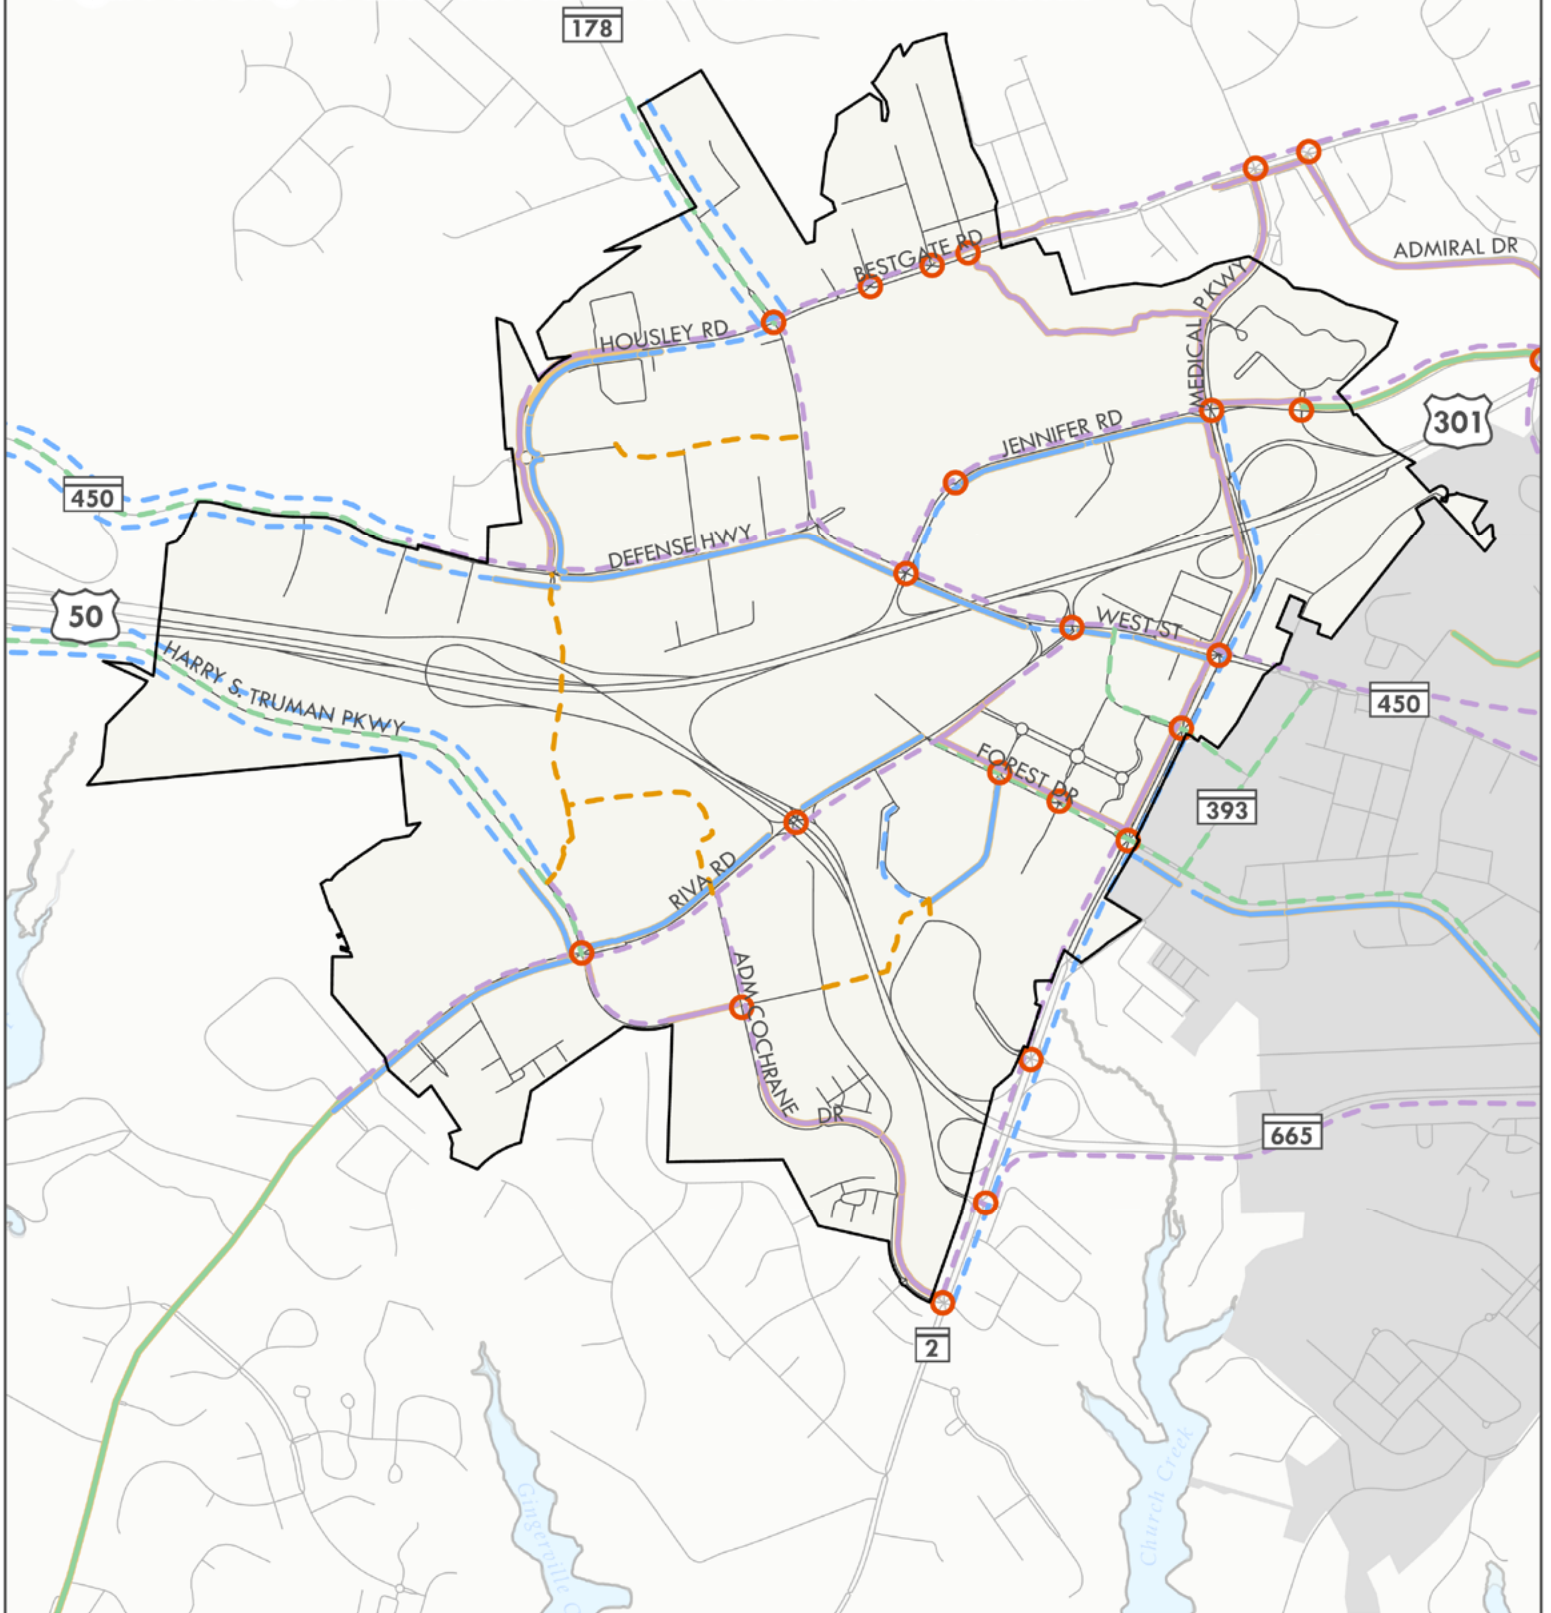 178
BESTGATE RD
ADMIRAL DR
HOUSLEY RD
MEDICAL PKWY
301
JENNIFER RD
450
DEFENSE HWY
50
WEST ST
HARRY S. TRUMAN PKWY
450
FOREST DR
393
RIVA RD
ADM COCHRANE DR
665
2
Church Creek
Gingerville C